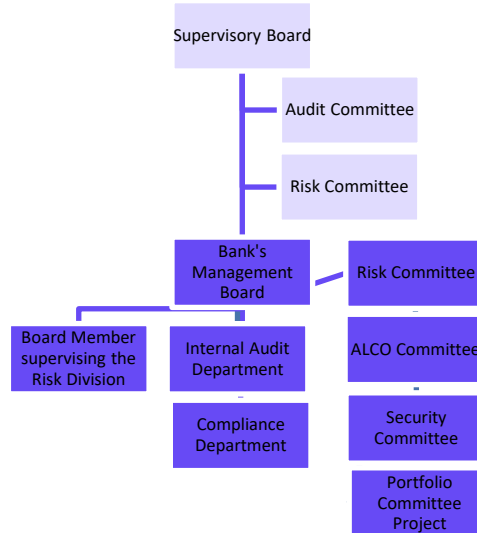 Supervisory Board
Audit Committee
Risk Committee
Bank's
Management
Board
Risk Committee
Board Member
supervising the
Risk Division
Internal Audit
Department
ALCO Committee
Compliance
Department
Security
Committee
Portfolio
Committee
Project